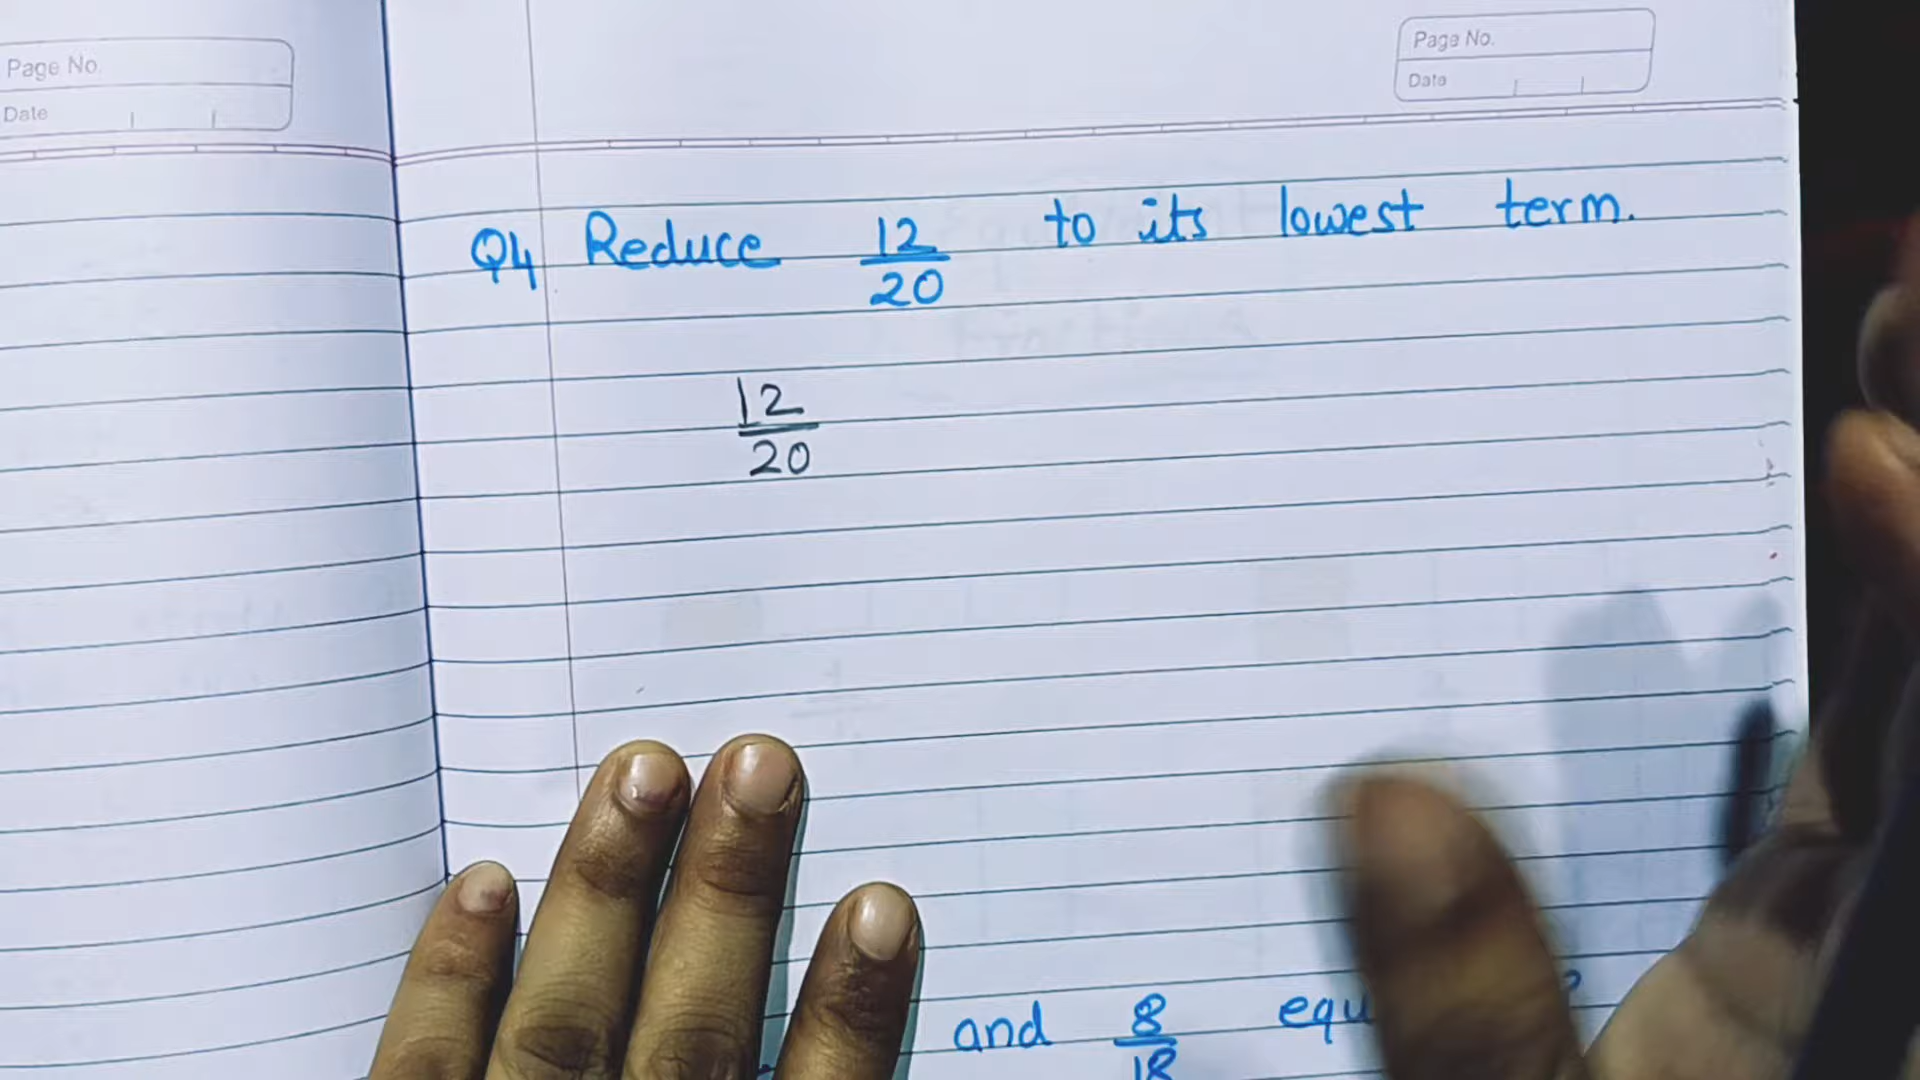 Page No.
Date
Page No.
Date
Q4 Reduce 12/20 to its lowest term.
12
20
and 8/18